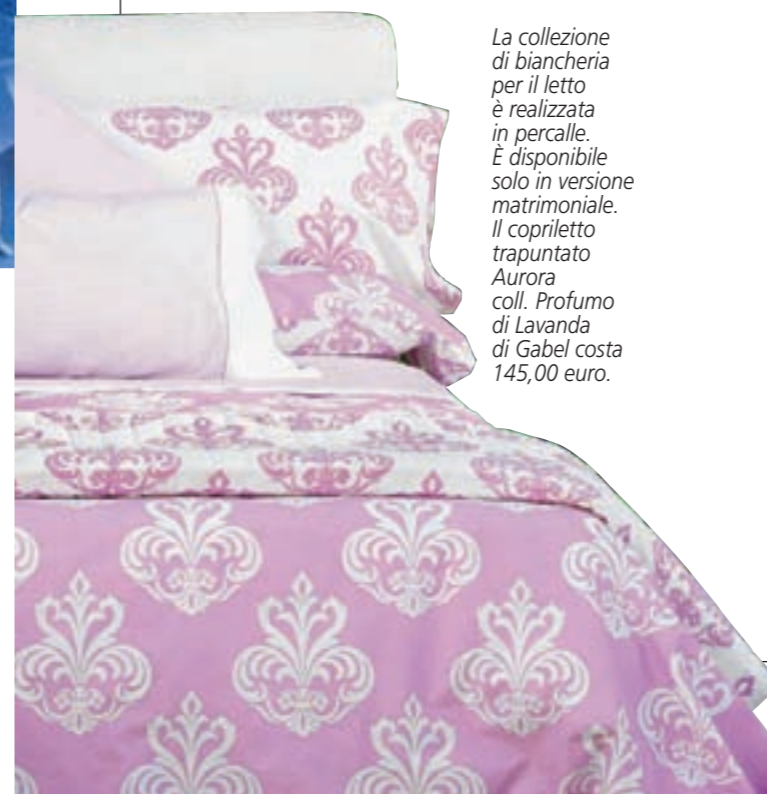 La collezione
di biancheria
per il letto
è realizzata
in percalle.
È disponibile
solo in versione
matrimoniale.
Il copriletto
trapuntato
Aurora
coll. Profumo
di Lavanda
di Gabel costa
145,00 euro.